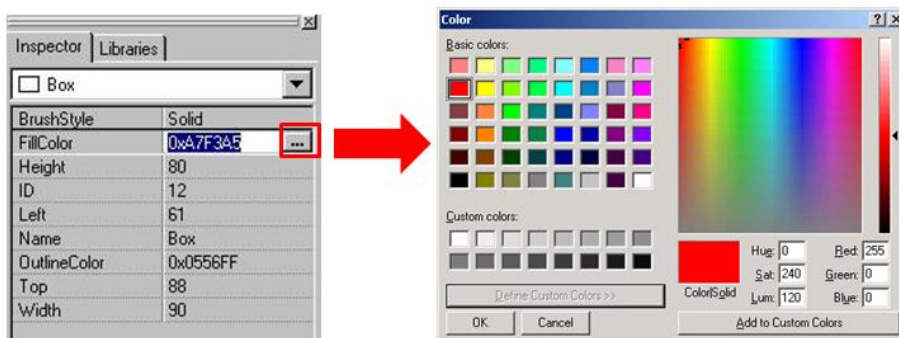 Inspector Libraries
Box
BrushStyle Solid
FillColor 0xA7F3A5 ...
Height 80
ID 12
Left 61
Name Box
OutlineColor 0x0556FF
Top 88
Width 90
Color
Basic colors:
Custom colors:
Define Custom Colors >>
OK Cancel
Color|Solid
Hue: 0 Red: 255
Sat: 240 Green: 0
Lum: 120 Blue: 0
Add to Custom Colors